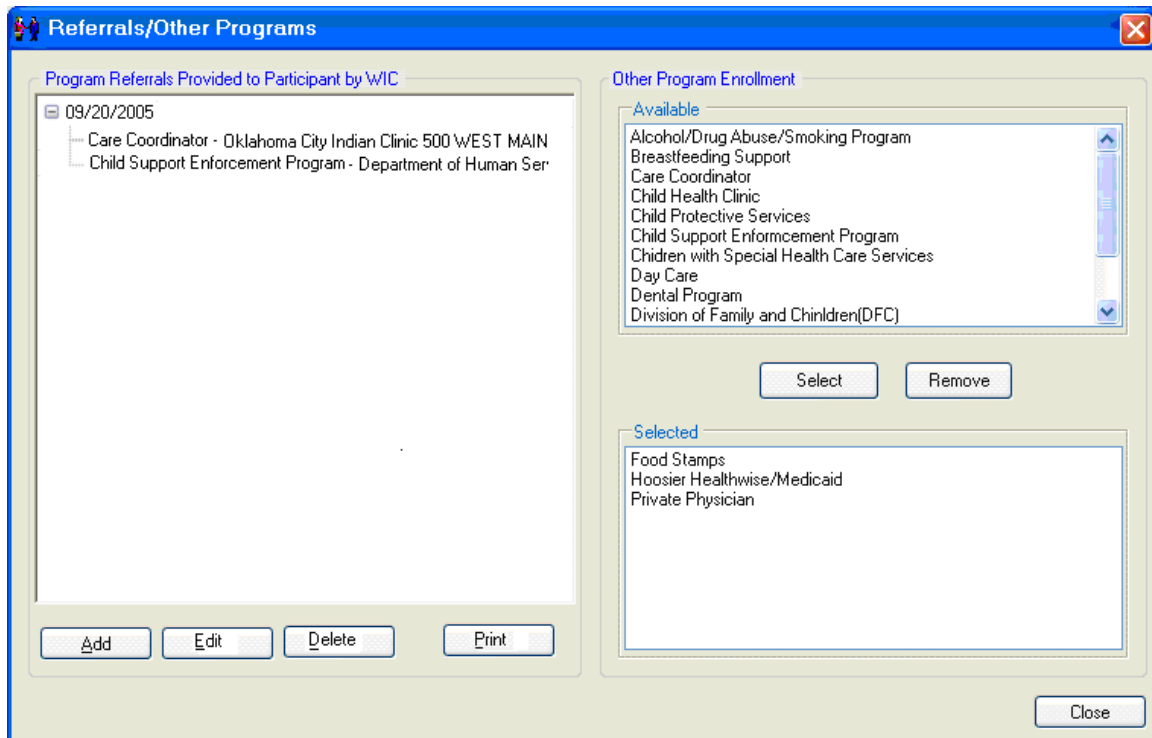 Referrals/Other Programs
Program Referrals Provided to Participant by WIC
09/20/2005
Care Coordinator - Oklahoma City Indian Clinic 500 WEST MAIN
Child Support Enforcement Program - Department of Human Ser
Add
Edit
Delete
Print
Other Program Enrollment
Available
Alcohol/Drug Abuse/Smoking Program
Breastfeeding Support
Care Coordinator
Child Health Clinic
Child Protective Services
Child Support Enformcement Program
Chidren with Special Health Care Services
Day Care
Dental Program
Division of Family and Chinldren(DFC)
Select
Remove
Selected
Food Stamps
Hoosier Healthwise/Medicaid
Private Physician
Close